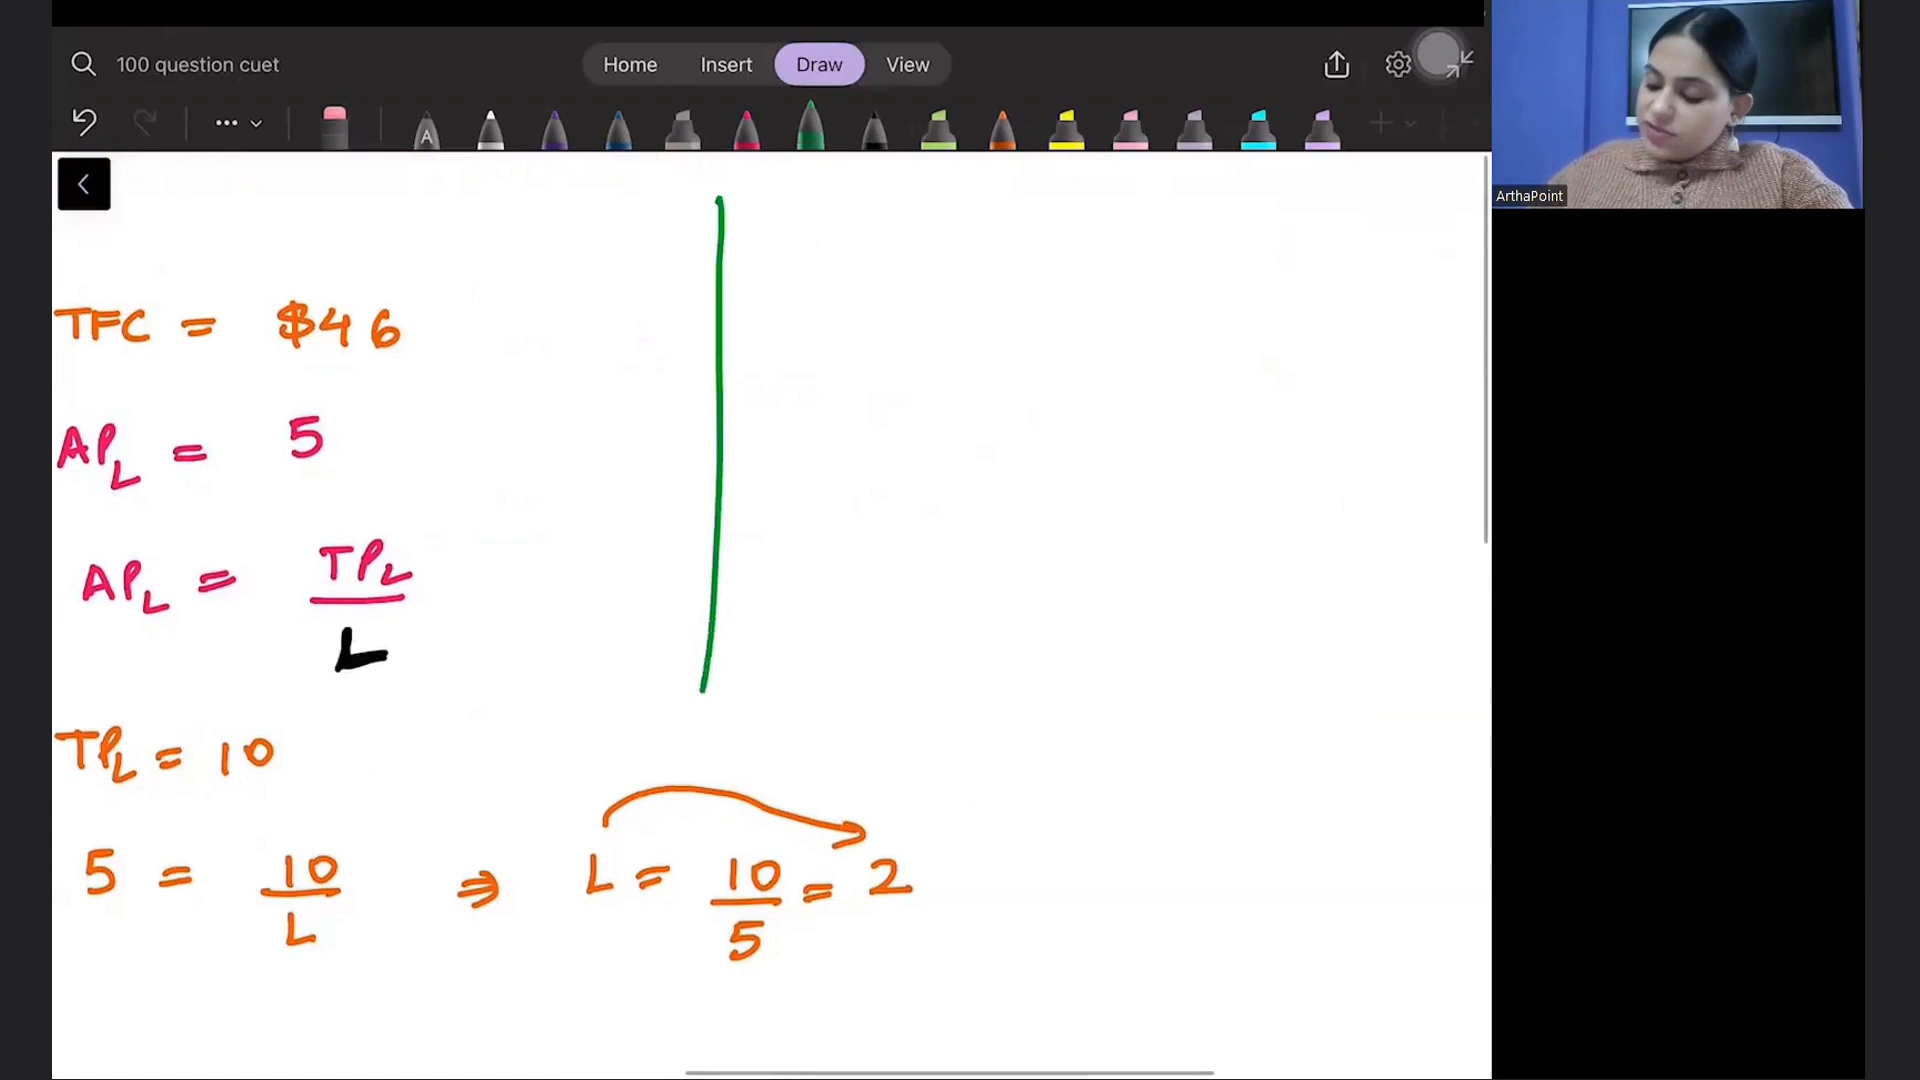 100 question cuet
Home Insert Draw View
A
ArthaPoint
TFC = $46
AP_L = 5
AP_L = TP_L / L
TP_L = 10
5 = 10 / L ⇒ L = 10 / 5 = 2